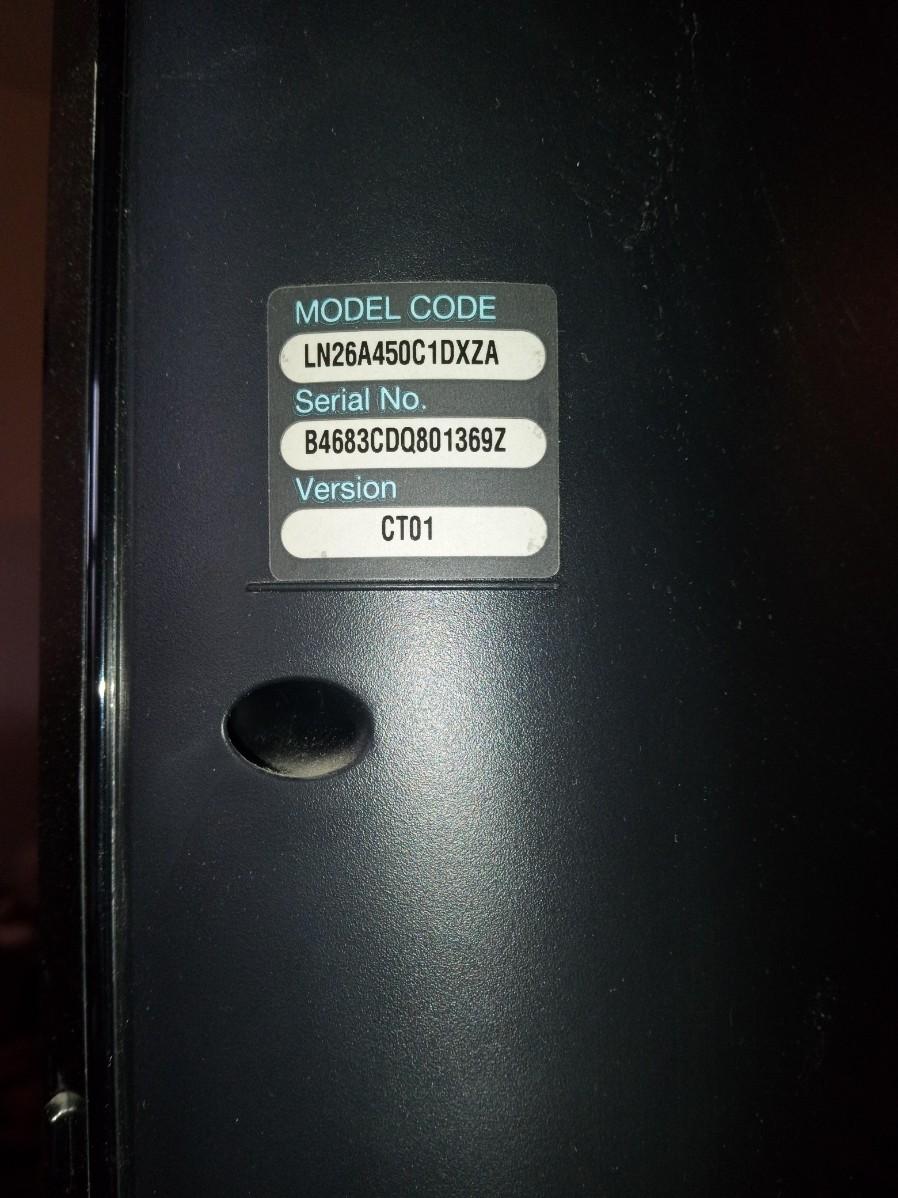 MODEL CODE
LN26A450C1DXZA
Serial No.
B4683CDQ801369Z
Version
CT01